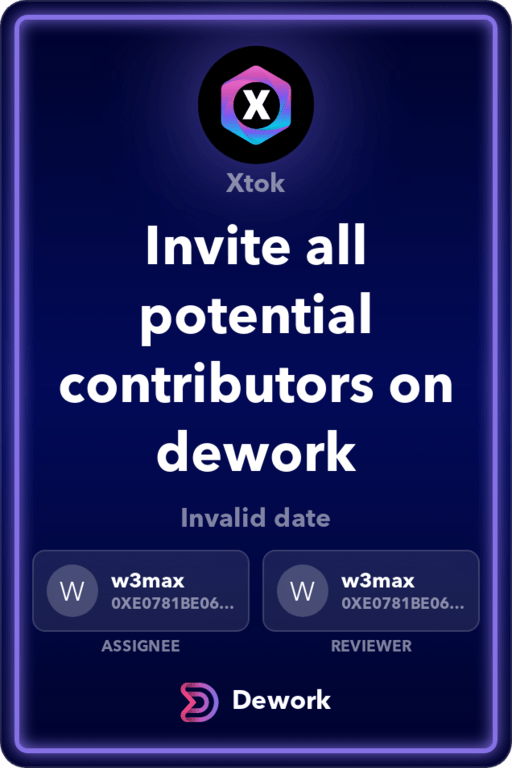 X
Xtok
Invite all
potential
contributors on
dework
Invalid date
W
w3max
0XE0781BE06...
W
w3max
0XE0781BE06...
ASSIGNEE
REVIEWER
Dework